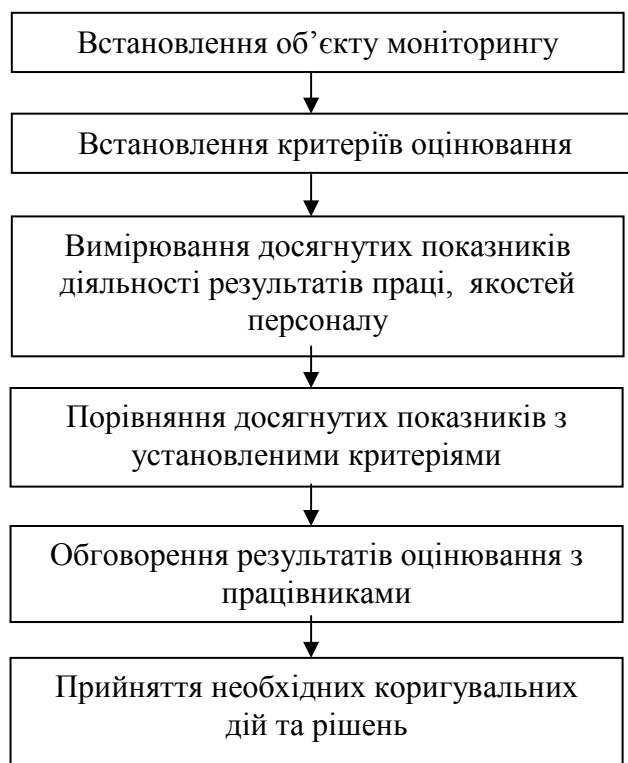 Встановлення об’єкту моніторингу
Встановлення критеріїв оцінювання
Вимірювання досягнутих показників
діяльності результатів праці,  якостей
персоналу
Порівняння досягнутих показників з
установленими критеріями
Обговорення результатів оцінювання з
працівниками
Прийняття необхідних коригувальних
дій та рішень